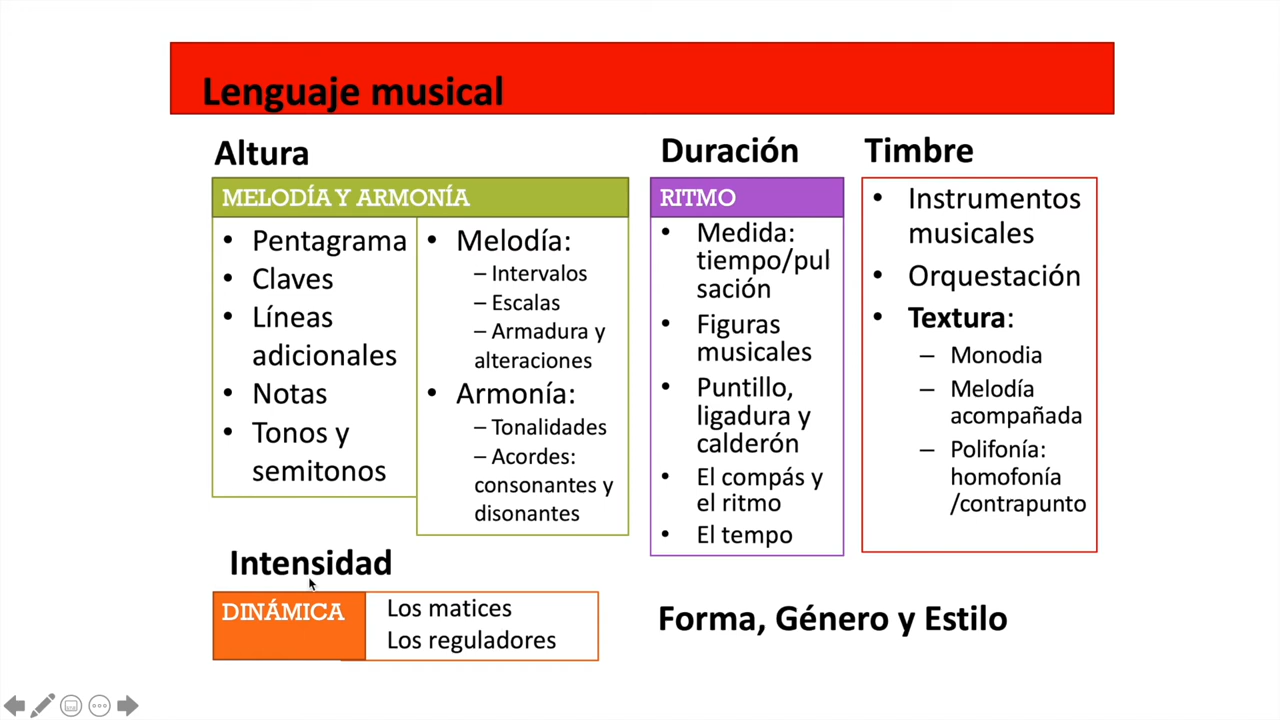 Lenguaje musical
Altura
MELODÍA Y ARMONÍA
• Pentagrama
• Claves
• Líneas
adicionales
• Notas
• Tonos y
semitonos
• Melodía:
– Intervalos
– Escalas
– Armadura y
alteraciones
• Armonía:
– Tonalidades
– Acordes:
consonantes y
disonantes
Duración
RITMO
• Medida:
tiempo/pul
sación
• Figuras
musicales
• Puntillo,
ligadura y
calderón
• El compás y
el ritmo
• El tempo
Timbre
• Instrumentos
musicales
• Orquestación
• Textura:
– Monodia
– Melodía
acompañada
– Polifonía:
homofonía
/contrapunto
Intensidad
DINÁMICA
Los matices
Los reguladores
Forma, Género y Estilo